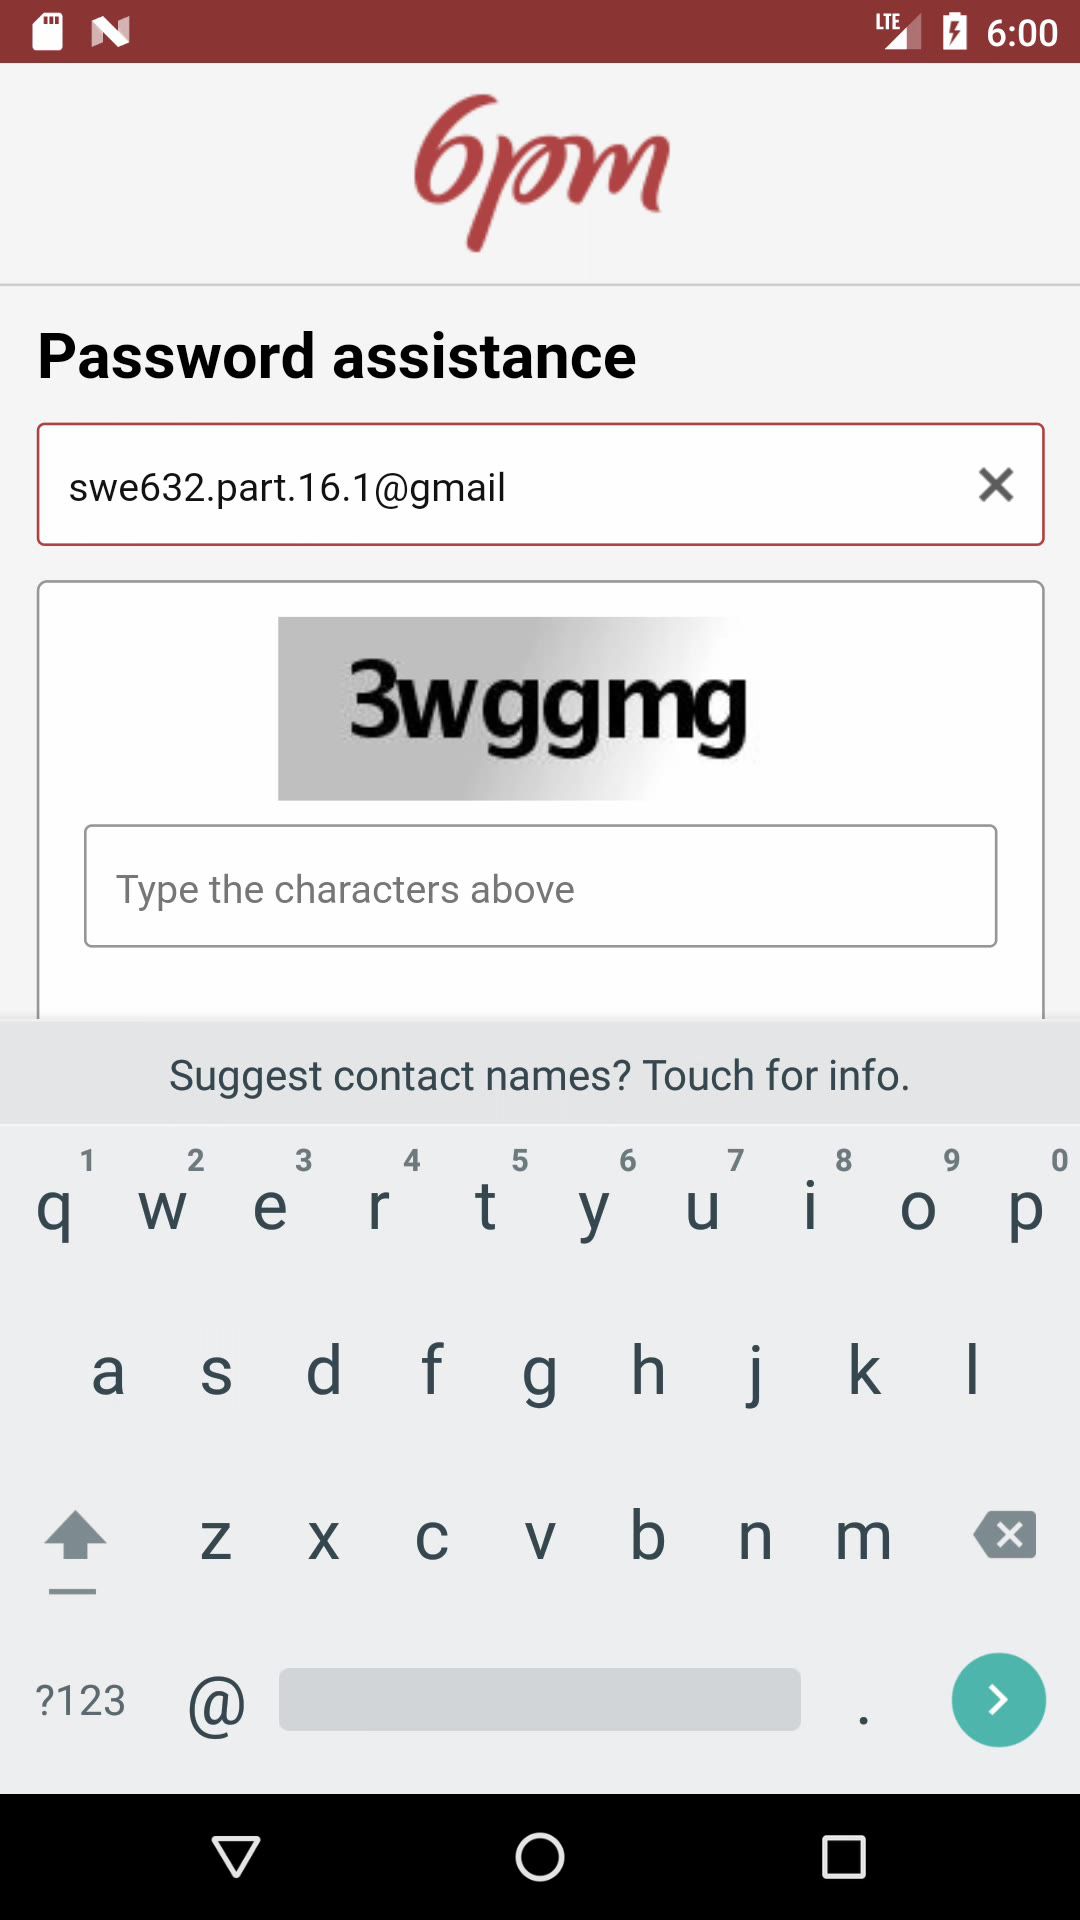 LTE 6:00
6pm
Password assistance
swe632.part.16.1@gmail
3wggmg
Type the characters above
Suggest contact names? Touch for info.
1 2 3 4 5 6 7 8 9 0
q w e r t y u i o p
a s d f g h j k l
z x c v b n m
?123 @ .